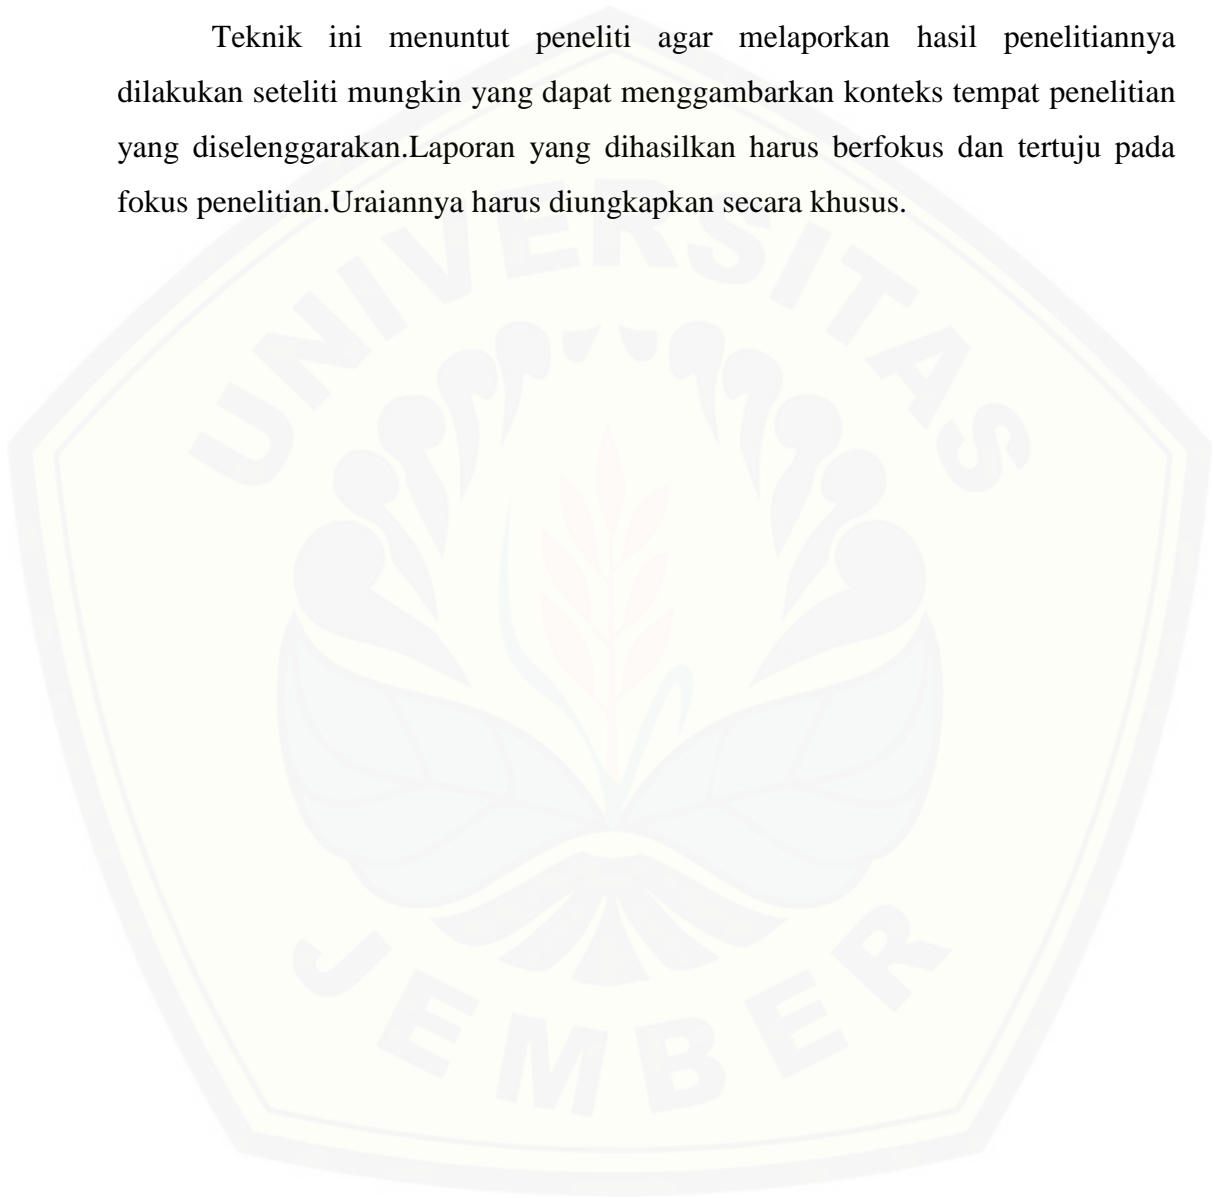 Teknik ini menuntut peneliti agar melaporkan hasil penelitiannya
dilakukan seteliti mungkin yang dapat menggambarkan konteks tempat penelitian
yang diselenggarakan.Laporan yang dihasilkan harus berfokus dan tertuju pada
fokus penelitian.Uraiannya harus diungkapkan secara khusus.
UNIVERSITAS
JEMBER